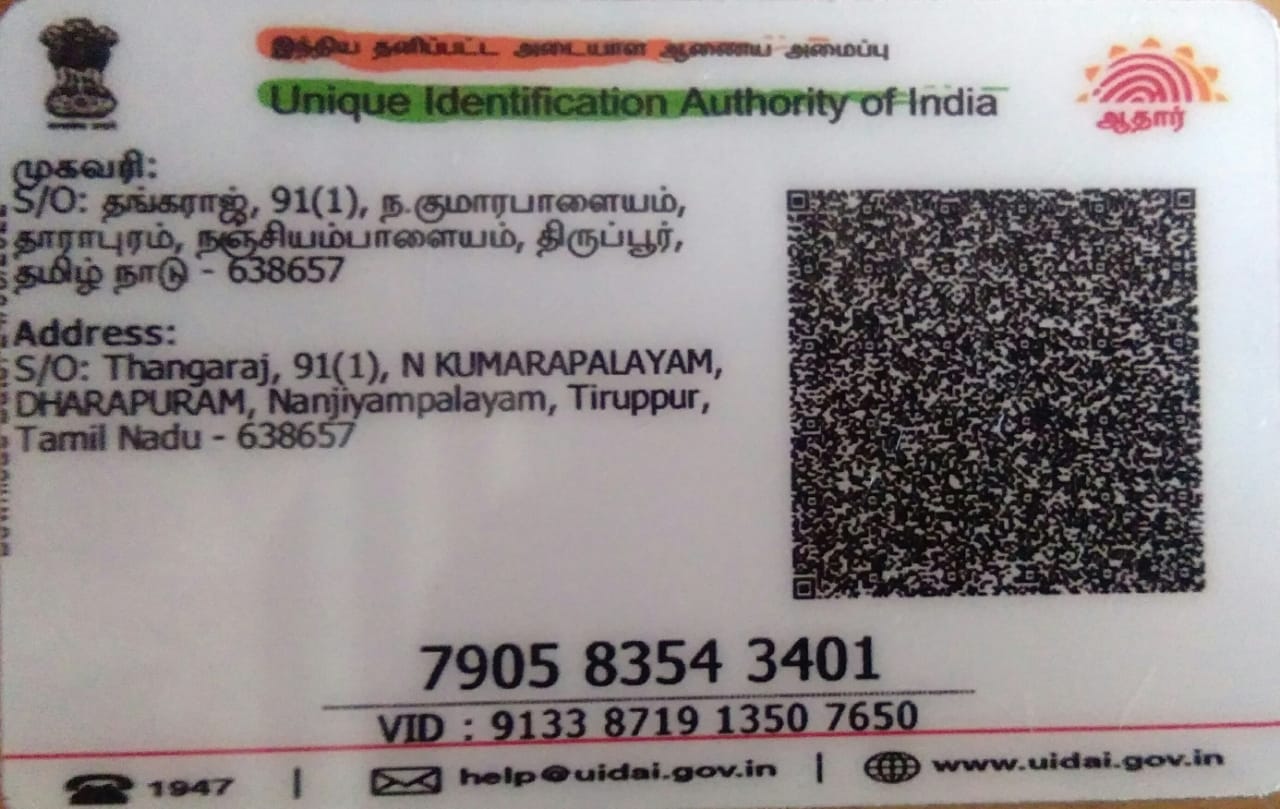 இந்திய தனிப்பட்ட அடையாள ஆணைய அமைப்பு
Unique Identification Authority of India
ஆதார்
முகவரி:
S/O: தங்கராஜ், 91(1), ந.குமாரபாளையம்,
தாராபுரம், நஞ்சியம்பாளையம், திருப்பூர்,
தமிழ் நாடு - 638657
Address:
S/O: Thangaraj, 91(1), N KUMARAPALAYAM,
DHARAPURAM, Nanjiyampalayam, Tiruppur,
Tamil Nadu - 638657
7905 8354 3401
VID : 9133 8719 1350 7650
1947 | help@uidai.gov.in | www.uidai.gov.in